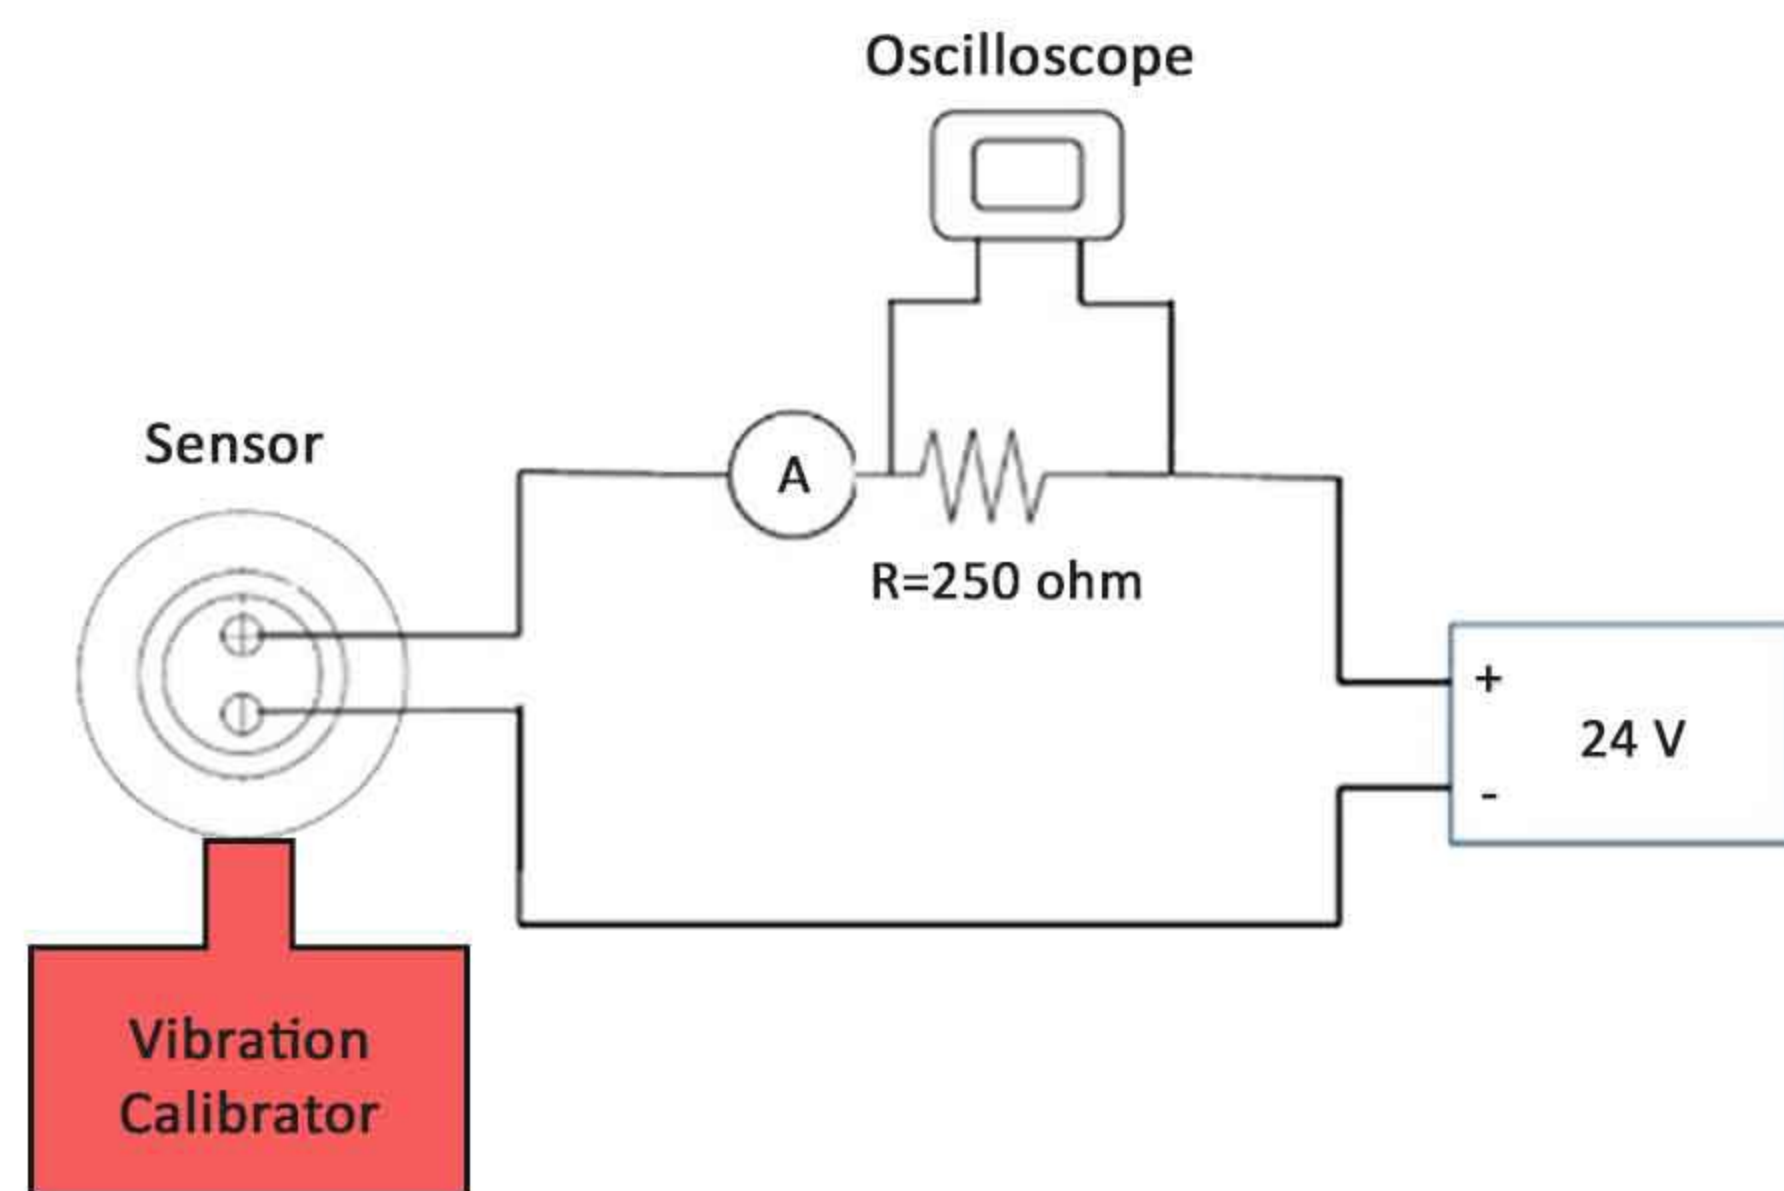 Oscilloscope
Sensor
A
R=250 ohm
+
24 V
-
Vibration
Calibrator